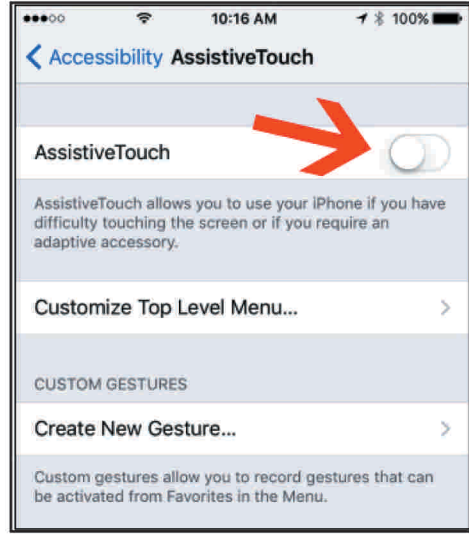 10:16 AM 100%
Accessibility AssistiveTouch
AssistiveTouch
AssistiveTouch allows you to use your iPhone if you have
difficulty touching the screen or if you require an
adaptive accessory.
Customize Top Level Menu...
CUSTOM GESTURES
Create New Gesture...
Custom gestures allow you to record gestures that can
be activated from Favorites in the Menu.